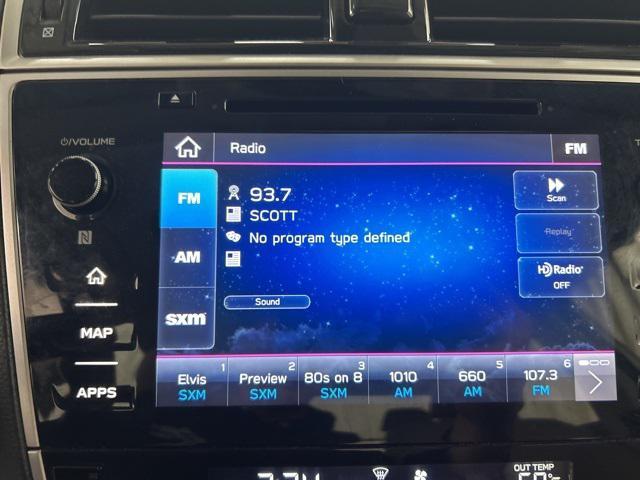 ⏻/VOLUME
Radio
FM
FM
93.7
SCOTT
No program type defined
Scan
Replay
AM
HD Radio®
OFF
Sound
sxm
MAP
APPS
1 2 3 4 5 6
Elvis Preview 80s on 8 1010 660 107.3
SXM SXM SXM AM AM FM
OUT TEMP